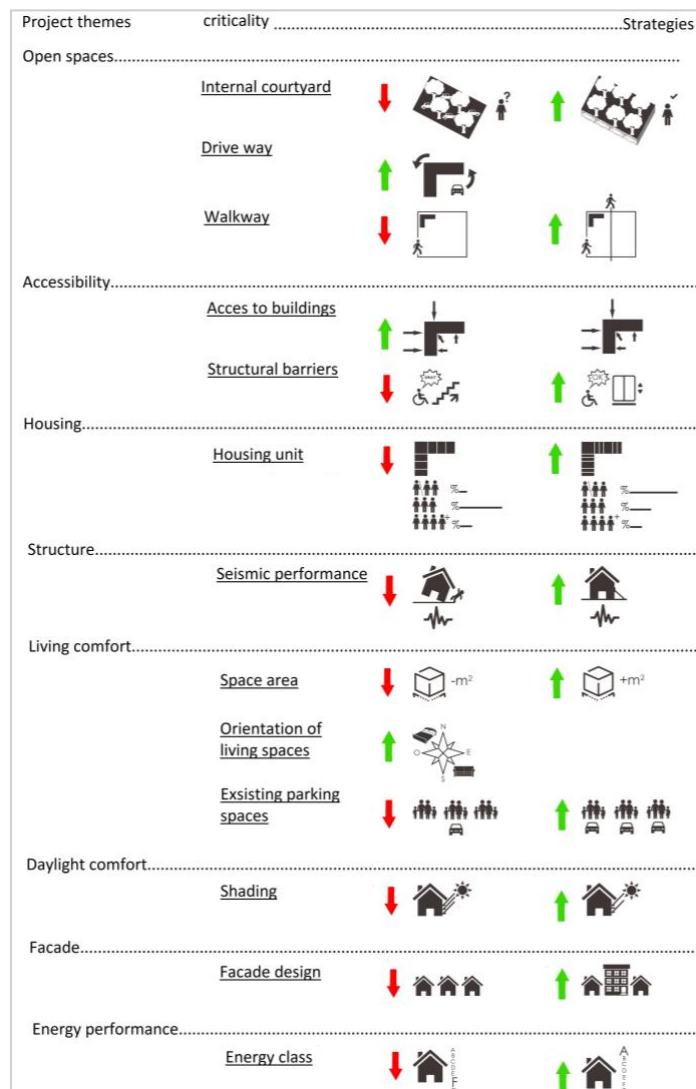 Project themes criticality ........ Strategies
Open spaces........
Internal courtyard
?
Drive way
Walkway
Accessibility........
Acces to buildings
Structural barriers
OK
Housing........
Housing unit
% %
% %
+ % + %
Structure........
Seismic performance
Living comfort........
Space area
-m² +m²
Orientation of
living spaces
N
O E
S
Exsisting parking
spaces
Daylight comfort........
Shading
Facade........
Facade design
Energy performance........
Energy class
A A
B B
C C
D D
E E
F